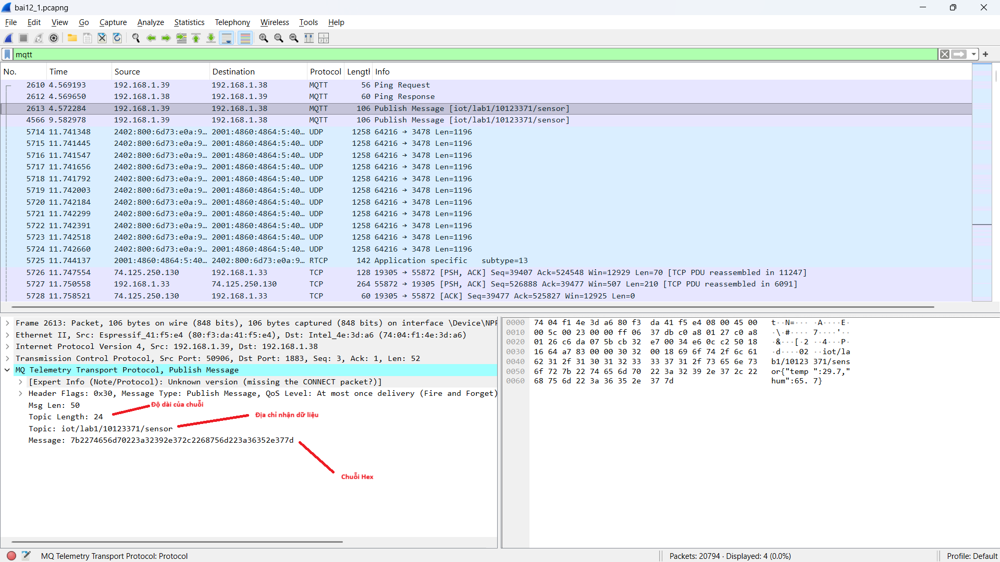 bai12_1.pcapng
File Edit View Go Capture Analyze Statistics Telephony Wireless Tools Help
mqtt
No. Time Source Destination Protocol Length Info
2610 4.569193 192.168.1.39 192.168.1.38 MQTT 56 Ping Request
2612 4.569650 192.168.1.38 192.168.1.39 MQTT 60 Ping Response
2613 4.572284 192.168.1.39 192.168.1.38 MQTT 106 Publish Message [iot/lab1/10123371/sensor]
4566 9.582978 192.168.1.39 192.168.1.38 MQTT 106 Publish Message [iot/lab1/10123371/sensor]
5714 11.741348 2402:800:6d73:e0a:9… 2001:4860:4864:5:40… UDP 1258 64216 → 3478 Len=1196
5715 11.741445 2402:800:6d73:e0a:9… 2001:4860:4864:5:40… UDP 1258 64216 → 3478 Len=1196
5716 11.741547 2402:800:6d73:e0a:9… 2001:4860:4864:5:40… UDP 1258 64216 → 3478 Len=1196
5717 11.741656 2402:800:6d73:e0a:9… 2001:4860:4864:5:40… UDP 1258 64216 → 3478 Len=1196
5718 11.741792 2402:800:6d73:e0a:9… 2001:4860:4864:5:40… UDP 1258 64216 → 3478 Len=1196
5719 11.742003 2402:800:6d73:e0a:9… 2001:4860:4864:5:40… UDP 1258 64216 → 3478 Len=1196
5720 11.742184 2402:800:6d73:e0a:9… 2001:4860:4864:5:40… UDP 1258 64216 → 3478 Len=1196
5721 11.742299 2402:800:6d73:e0a:9… 2001:4860:4864:5:40… UDP 1258 64216 → 3478 Len=1196
5722 11.742391 2402:800:6d73:e0a:9… 2001:4860:4864:5:40… UDP 1258 64216 → 3478 Len=1196
5723 11.742518 2402:800:6d73:e0a:9… 2001:4860:4864:5:40… UDP 1258 64216 → 3478 Len=1196
5724 11.742660 2402:800:6d73:e0a:9… 2001:4860:4864:5:40… UDP 1258 64216 → 3478 Len=1196
5725 11.744137 2001:4860:4864:5:40… 2402:800:6d73:e0a:9… RTCP 142 Application specific subtype=13
5726 11.747554 74.125.250.130 192.168.1.33 TCP 128 19305 → 55872 [PSH, ACK] Seq=39407 Ack=524548 Win=12929 Len=70 [TCP PDU reassembled in 11247]
5727 11.750558 192.168.1.33 74.125.250.130 TCP 264 55872 → 19305 [PSH, ACK] Seq=526888 Ack=39477 Win=507 Len=210 [TCP PDU reassembled in 6091]
5728 11.758521 74.125.250.130 192.168.1.33 TCP 60 19305 → 55872 [ACK] Seq=39477 Ack=525827 Win=12925 Len=0
Frame 2613: Packet, 106 bytes on wire (848 bits), 106 bytes captured (848 bits) on interface \Device\NPF
Ethernet II, Src: Espressif_41:f5:e4 (80:f3:da:41:f5:e4), Dst: Intel_4e:3d:a6 (74:04:f1:4e:3d:a6)
Internet Protocol Version 4, Src: 192.168.1.39, Dst: 192.168.1.38
Transmission Control Protocol, Src Port: 50906, Dst Port: 1883, Seq: 3, Ack: 1, Len: 52
MQ Telemetry Transport Protocol, Publish Message
[Expert Info (Note/Protocol): Unknown version (missing the CONNECT packet?)]
Header Flags: 0x30, Message Type: Publish Message, QoS Level: At most once delivery (Fire and Forget)
Msg Len: 50
Độ dài của chuỗi
Topic Length: 24
Địa chỉ nhận dữ liệu
Topic: iot/lab1/10123371/sensor
Message: 7b2274656d70223a32392e372c2268756d223a36352e377d
Chuỗi Hex
0000 74 04 f1 4e 3d a6 80 f3 da 41 f5 e4 08 00 45 00 t··N=··· ·A····E·
0010 00 5c 00 23 00 00 ff 06 37 db c0 a8 01 27 c0 a8 ·\·#···· 7····'··
0020 01 26 c6 da 07 5b cb 32 e7 00 34 e6 0c c2 50 18 ·&···[·2 ··4···P·
0030 16 64 a7 83 00 00 30 32 00 18 69 6f 74 2f 6c 61 ·d····02 ··iot/la
0040 62 31 2f 31 30 31 32 33 33 37 31 2f 73 65 6e 73 b1/10123 371/sens
0050 6f 72 7b 22 74 65 6d 70 22 3a 32 39 2e 37 2c 22 or{"temp ":29.7,"
0060 68 75 6d 22 3a 36 35 2e 37 7d hum":65. 7}
MQ Telemetry Transport Protocol: Protocol
Packets: 20794 · Displayed: 4 (0.0%)
Profile: Default